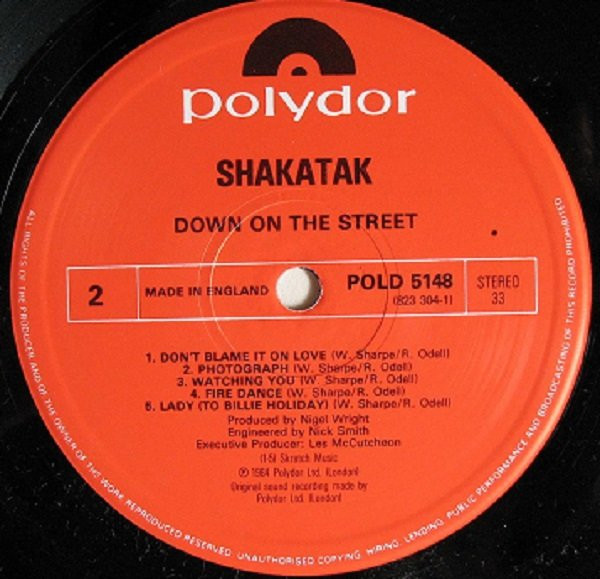 polydor
SHAKATAK
DOWN ON THE STREET
2
MADE IN ENGLAND
POLD 5148
(823 304-1)
STEREO
33
1. DON'T BLAME IT ON LOVE (W. Sharpe/R. Odell)
2. PHOTOGRAPH (W. Sharpe/R. Odell)
3. WATCHING YOU (W. Sharpe/R. Odell)
4. FIRE DANCE (W. Sharpe/R. Odell)
5. LADY (TO BILLIE HOLIDAY) (W. Sharpe/R. Odell)
Produced by Nigel Wright
Engineered by Nick Smith
Executive Producer: Les McCutcheon
(1-5) Skratch Music
℗ 1984 Polydor Ltd. (London)
Original sound recording made by
Polydor Ltd. (London)
ALL RIGHTS OF THE PRODUCER AND OF THE OWNER OF THE WORK REPRODUCED RESERVED. UNAUTHORISED COPYING, HIRING, LENDING, PUBLIC PERFORMANCE AND BROADCASTING OF THIS RECORD PROHIBITED